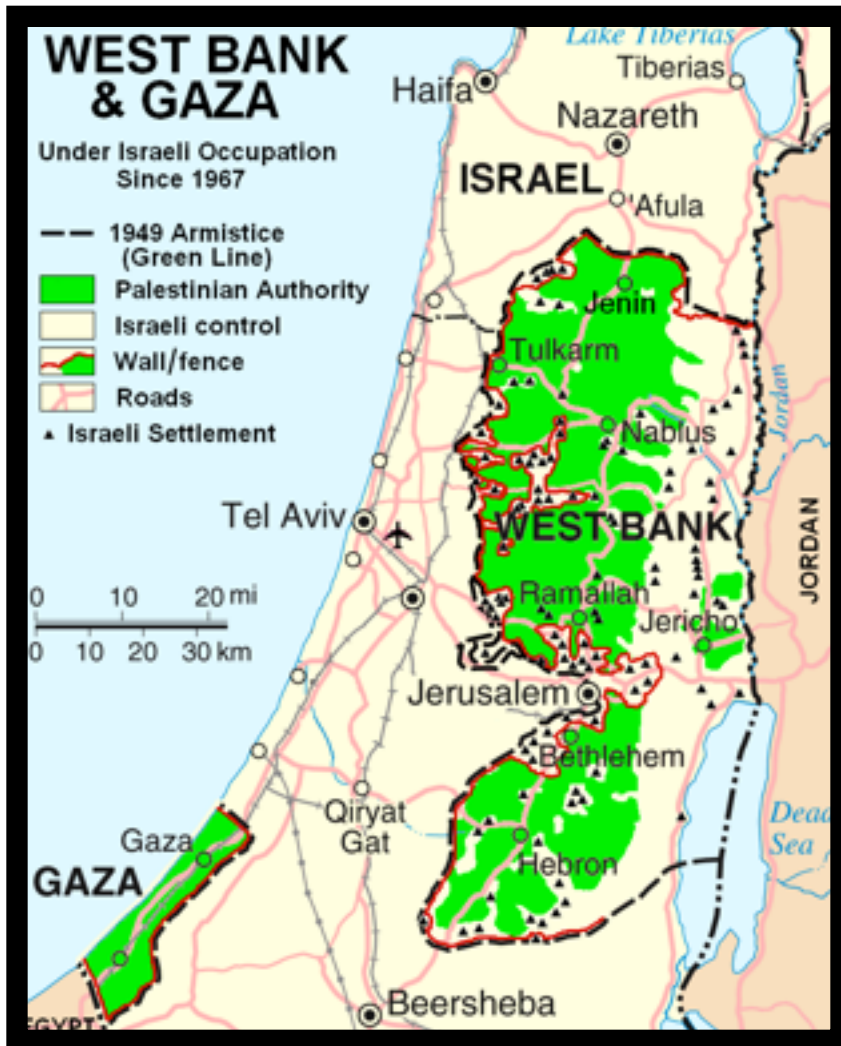 WEST BANK
& GAZA
Under Israeli Occupation
Since 1967
1949 Armistice
(Green Line)
Palestinian Authority
Israeli control
Wall/fence
Roads
Israeli Settlement
Lake Tiberias
Tiberias
Haifa
Nazareth
ISRAEL
'Afula
Jenin
Tulkarm
Nablus
Jordan
Tel Aviv
WEST BANK
JORDAN
0 10 20 mi
0 10 20 30 km
Ramallah
Jericho
Jerusalem
Bethlehem
Qiryat
Gat
Dead
Sea
Gaza
GAZA
Hebron
Beersheba
EGYPT